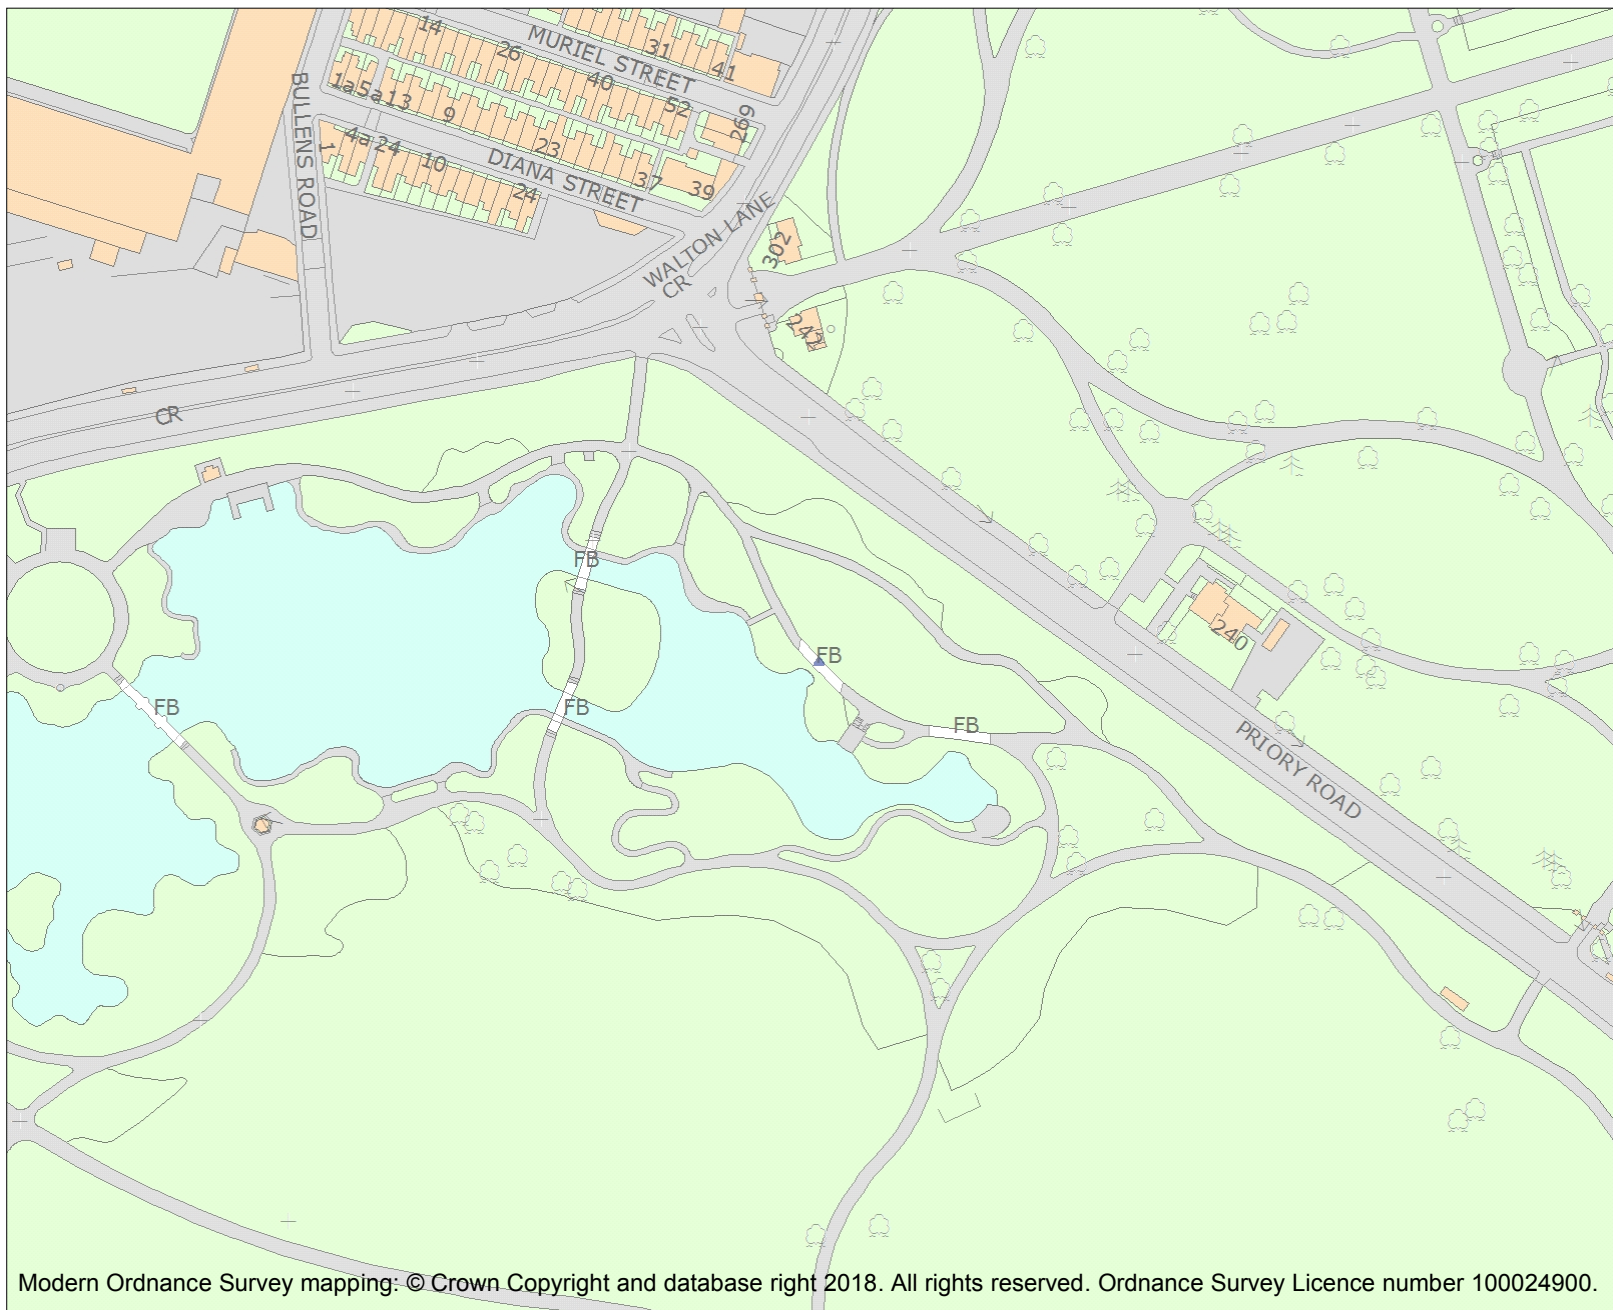 14
26
MURIEL STREET
31
41
40
52
269
BULLENS ROAD
1a
5a
13
9
23
37
39
1
4a
24
10
24
DIANA STREET
WALTON LANE
CR
302
242
CR
FB
FB
FB
FB
FB
240
PRIORY ROAD
Modern Ordnance Survey mapping: © Crown Copyright and database right 2018. All rights reserved. Ordnance Survey Licence number 100024900.